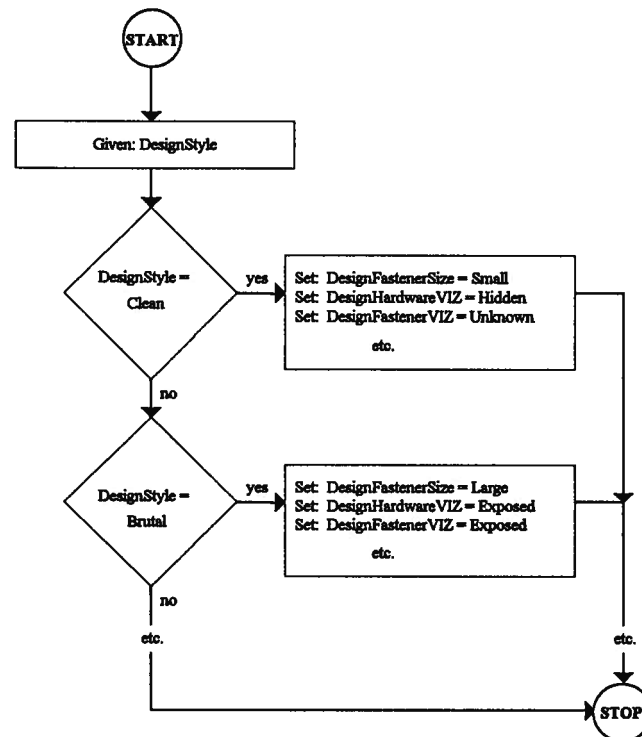 START
Given: DesignStyle
DesignStyle =
Clean
yes
Set: DesignFastenerSize = Small
Set: DesignHardwareVIZ = Hidden
Set: DesignFastenerVIZ = Unknown
etc.
no
DesignStyle =
Brutal
yes
Set: DesignFastenerSize = Large
Set: DesignHardwareVIZ = Exposed
Set: DesignFastenerVIZ = Exposed
etc.
no
etc.
etc.
STOP